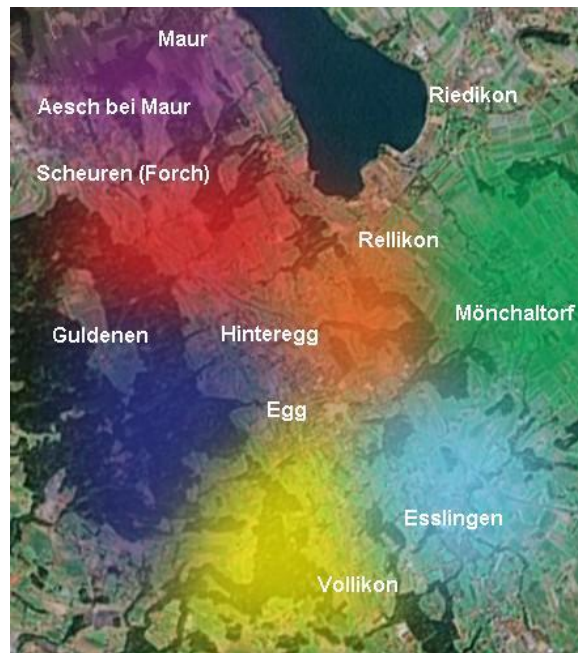 Maur
Riedikon
Aesch bei Maur
Scheuren (Forch)
Rellikon
Mönchaltorf
Guldenen
Hinteregg
Egg
Esslingen
Vollikon